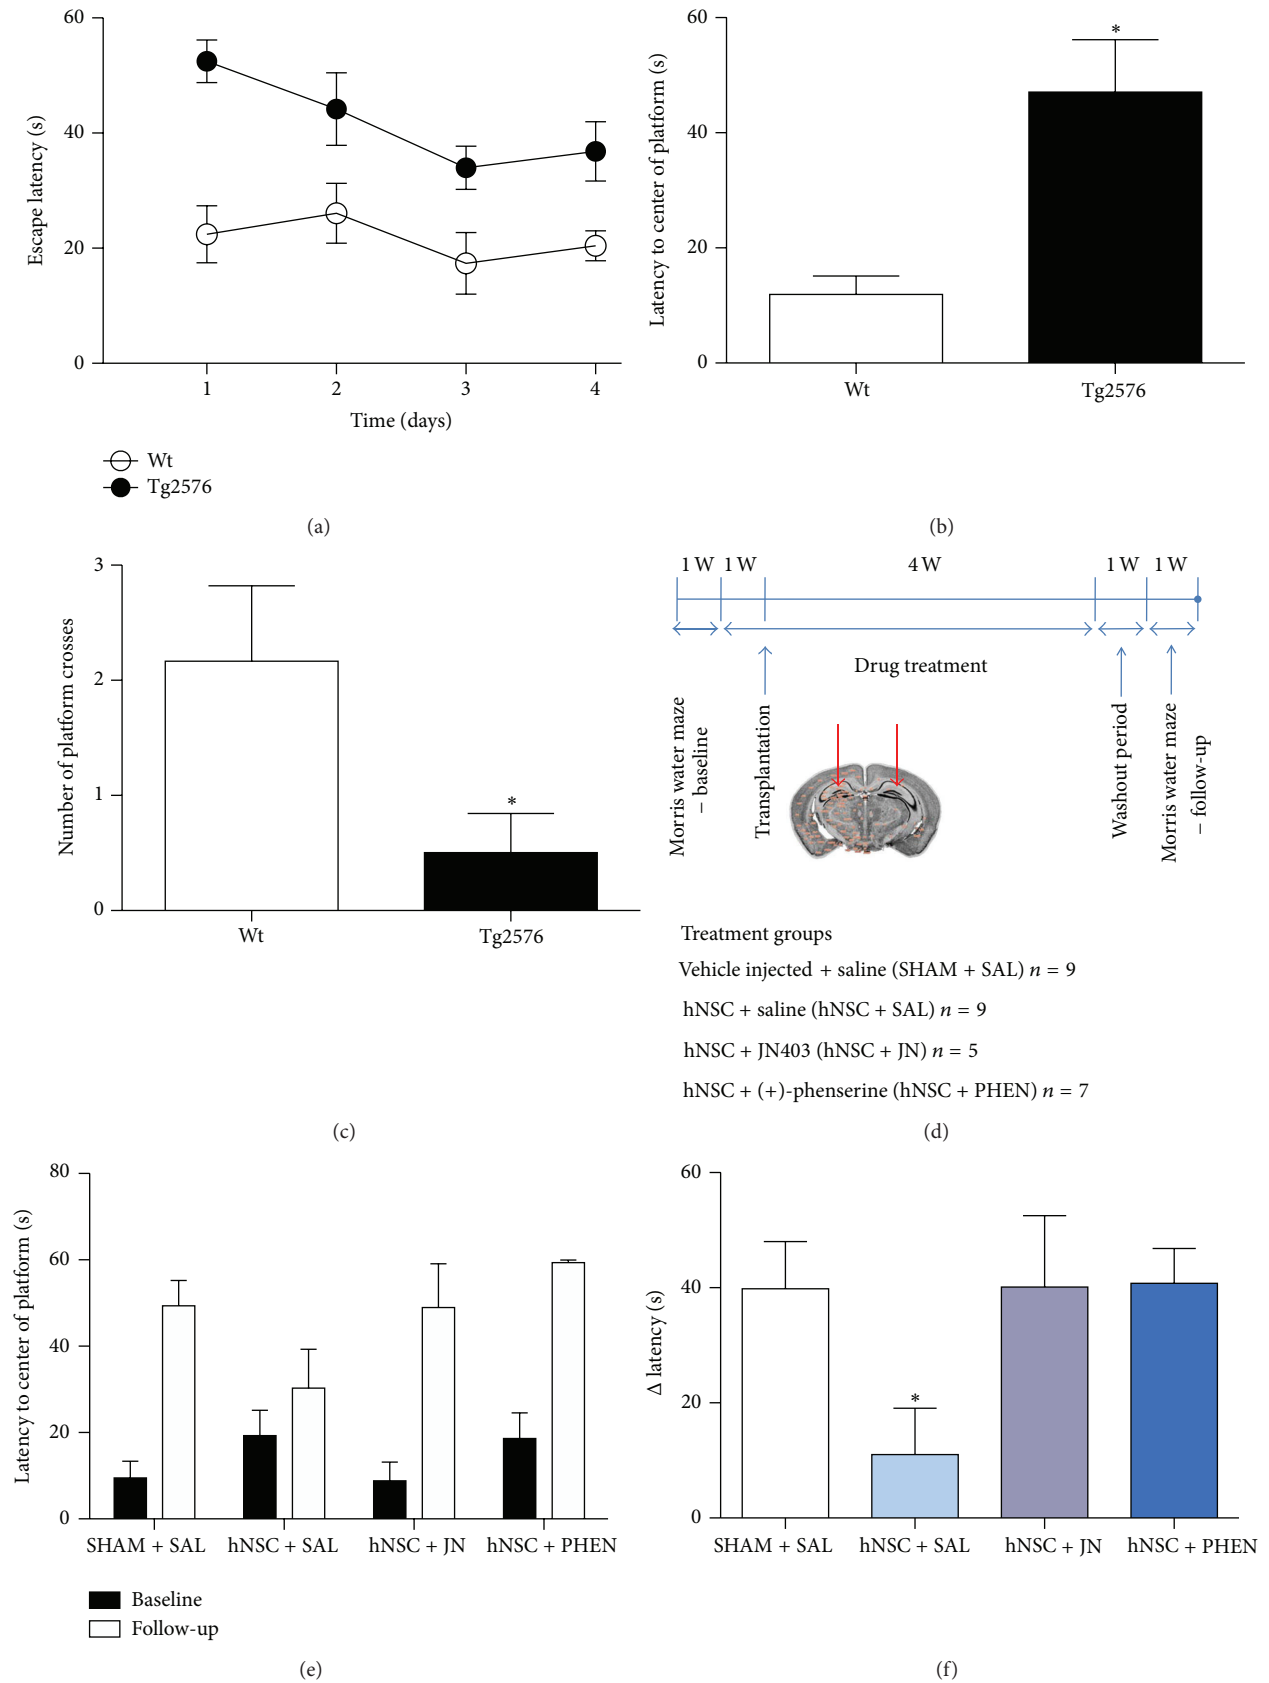 60
40
20
0
Escape latency (s)
1 2 3 4
Time (days)
Wt
Tg2576
(a)
60
40
20
0
Latency to center of platform (s)
*
Wt Tg2576
(b)
3
2
1
0
Number of platform crosses
*
Wt Tg2576
(c)
1 W 1 W 4 W 1 W 1 W
Drug treatment
Morris water maze
– baseline
Transplantation
Washout period
Morris water maze
– follow-up
Treatment groups
Vehicle injected + saline (SHAM + SAL) n = 9
hNSC + saline (hNSC + SAL) n = 9
hNSC + JN403 (hNSC + JN) n = 5
hNSC + (+)-phenserine (hNSC + PHEN) n = 7
(d)
80
60
40
20
0
Latency to center of platform (s)
SHAM + SAL hNSC + SAL hNSC + JN hNSC + PHEN
Baseline
Follow-up
(e)
60
40
20
0
Δ latency (s)
*
SHAM + SAL hNSC + SAL hNSC + JN hNSC + PHEN
(f)